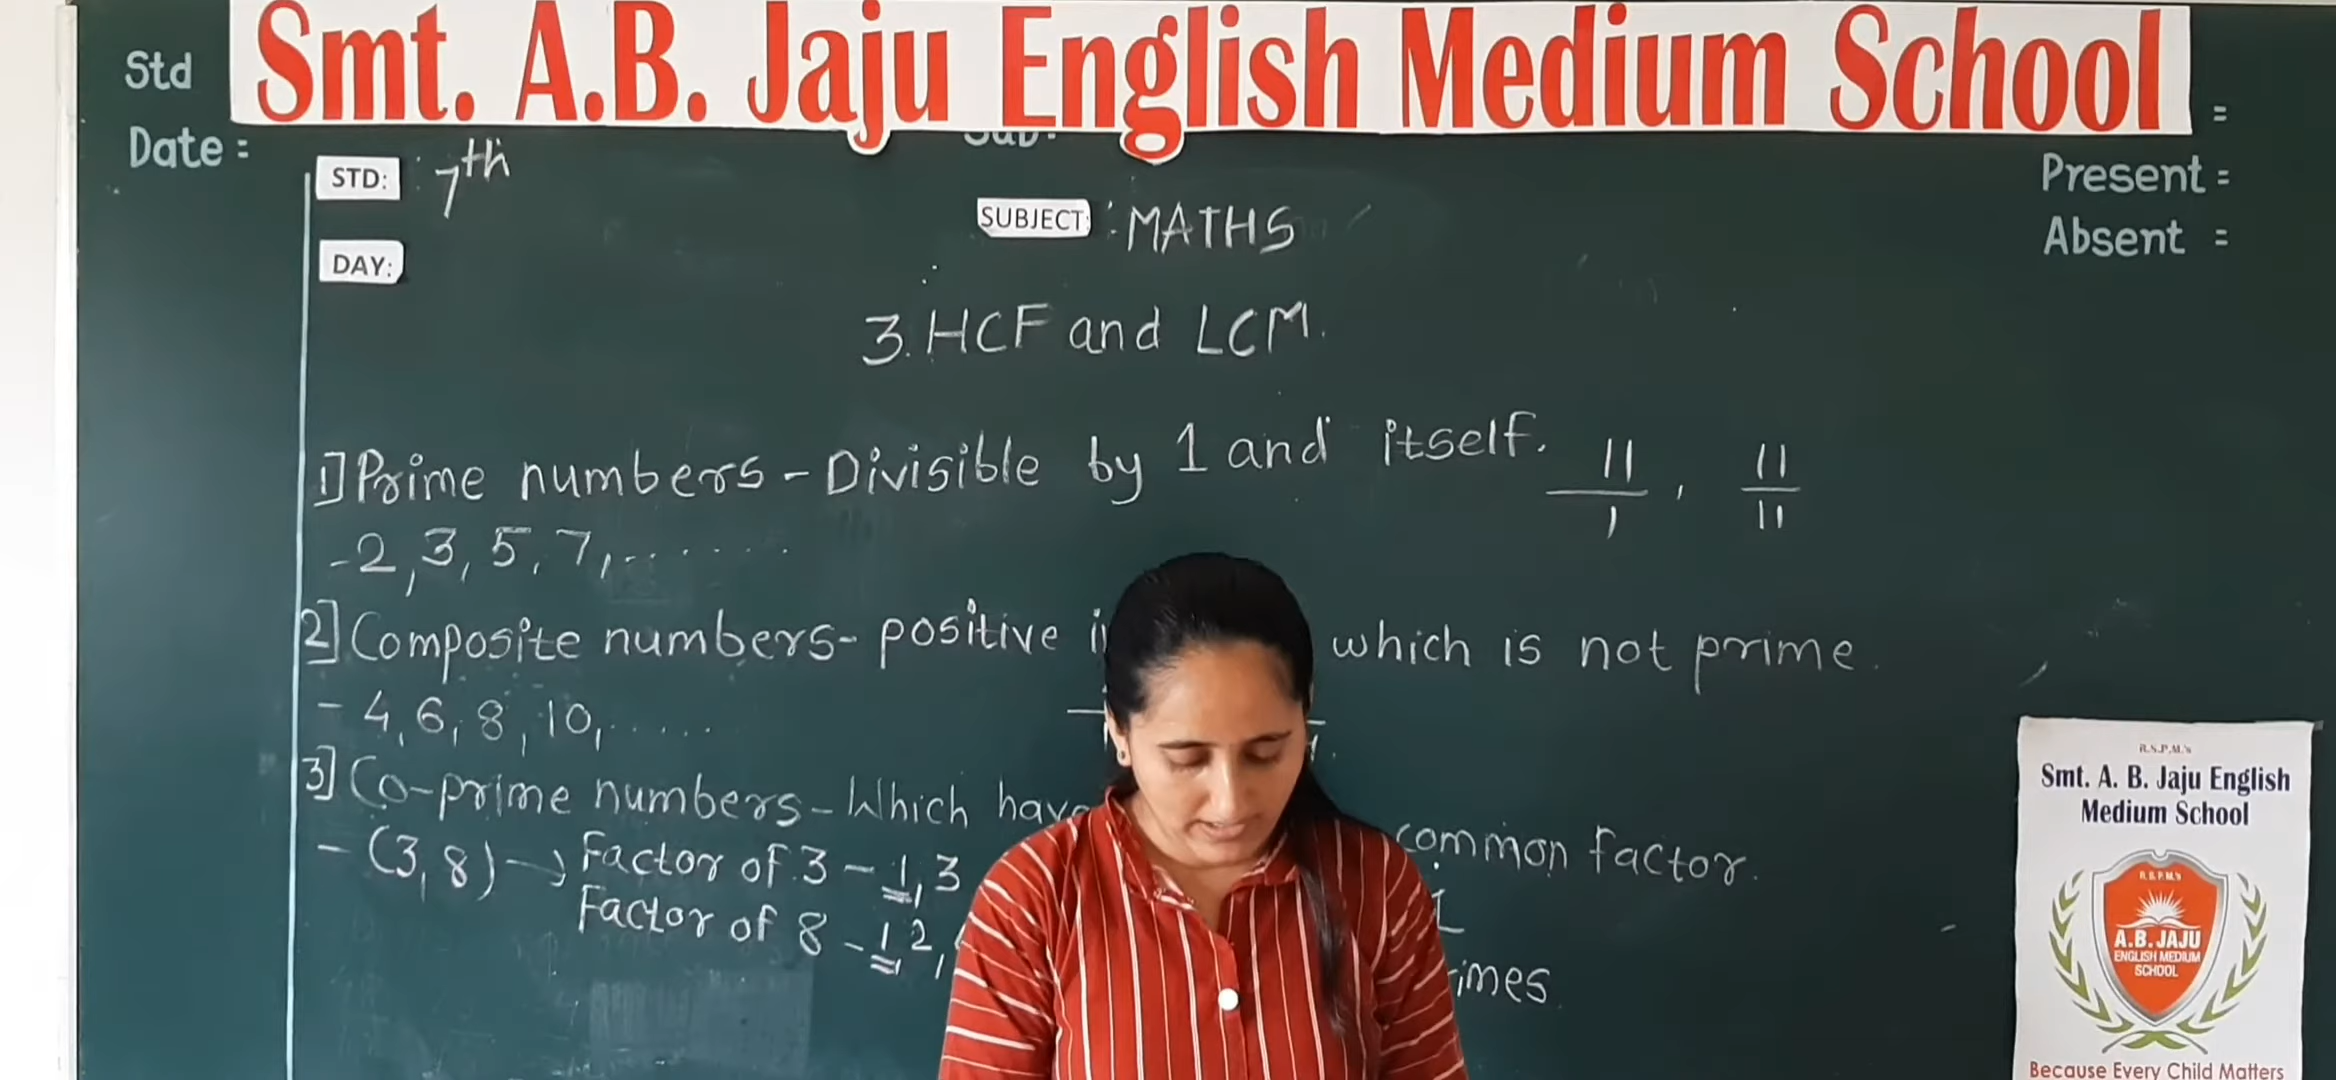 Smt. A.B. Jaju English Medium School
Std
Date :
=
Present =
Absent =
STD: : 7th
SUBJECT: : MATHS
DAY:
3. HCF and LCM.
1] Prime numbers - Divisible by 1 and itself. 11/1 , 11/11
- 2, 3, 5, 7, .......
2] Composite numbers - positive which is not prime.
- 4, 6, 8, 10, .....
3] Co-prime numbers - Which have common factor.
- (3, 8) → Factor of 3 - 1, 3
Factor of 8 - 1, 2,
R.S.P.M.'s
Smt. A. B. Jaju English
Medium School
R.S.P.M.'s
A.B. JAJU
ENGLISH MEDIUM
SCHOOL
Because Every Child Matters